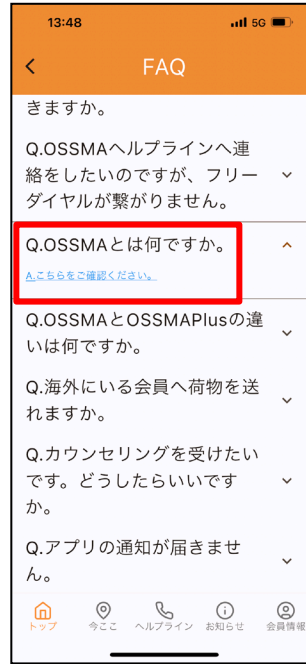 13:48
5G
FAQ
きますか。
Q.OSSMAヘルプラインへ連
絡をしたいのですが、フリー
ダイヤルが繋がりません。
Q.OSSMAとは何ですか。
A.こちらをご確認ください。
Q.OSSMAとOSSMAPlusの違
いは何ですか。
Q.海外にいる会員へ荷物を送
れますか。
Q.カウンセリングを受けたい
です。どうしたらいいです
か。
Q.アプリの通知が届きませ
ん。
トップ 今ここ ヘルプライン お知らせ 会員情報